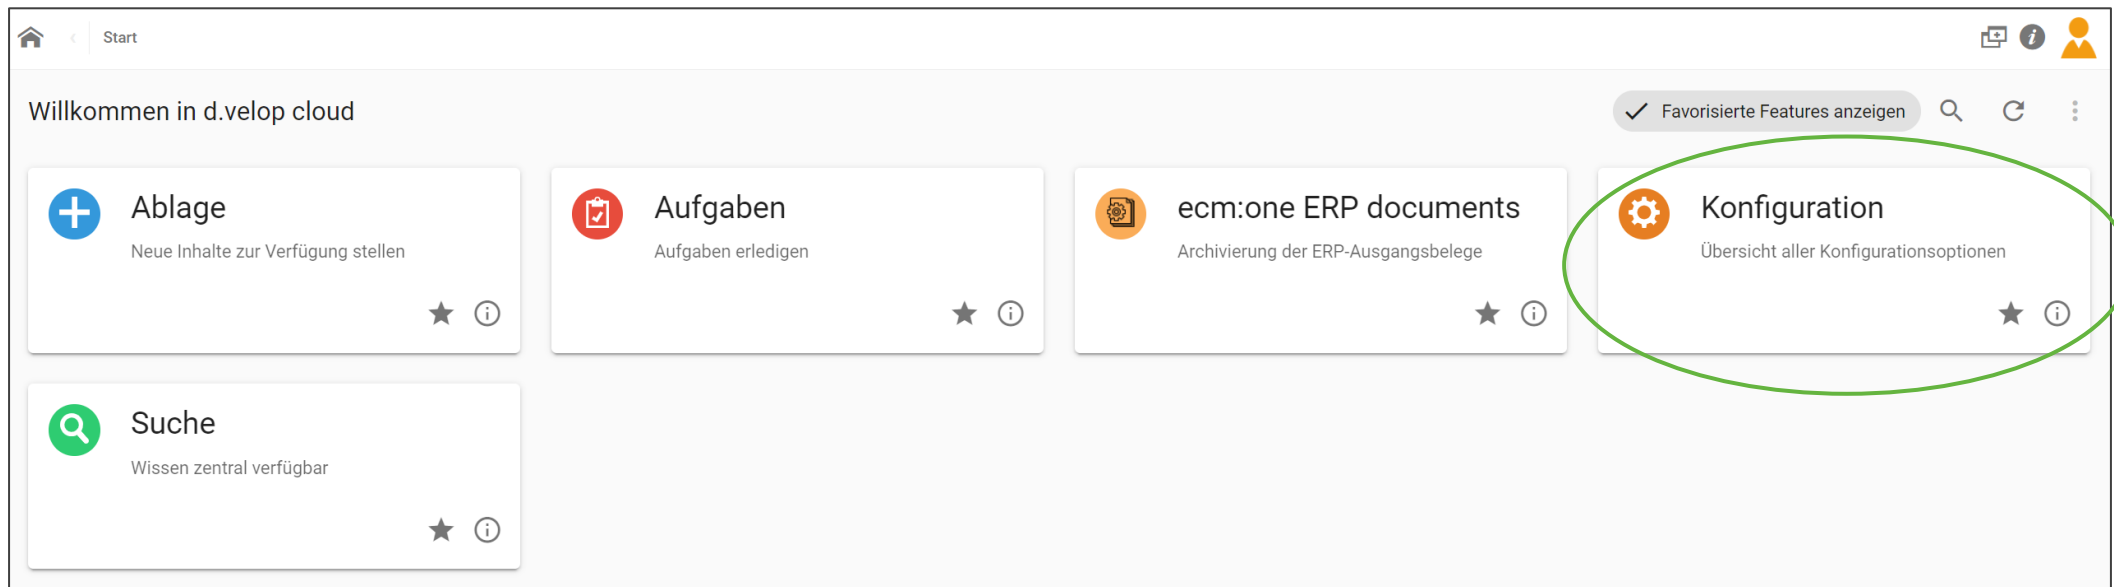 Start
Willkommen in d.velop cloud
Favorisierte Features anzeigen
Ablage
Neue Inhalte zur Verfügung stellen
Aufgaben
Aufgaben erledigen
ecm:one ERP documents
Archivierung der ERP-Ausgangsbelege
Konfiguration
Übersicht aller Konfigurationsoptionen
Suche
Wissen zentral verfügbar